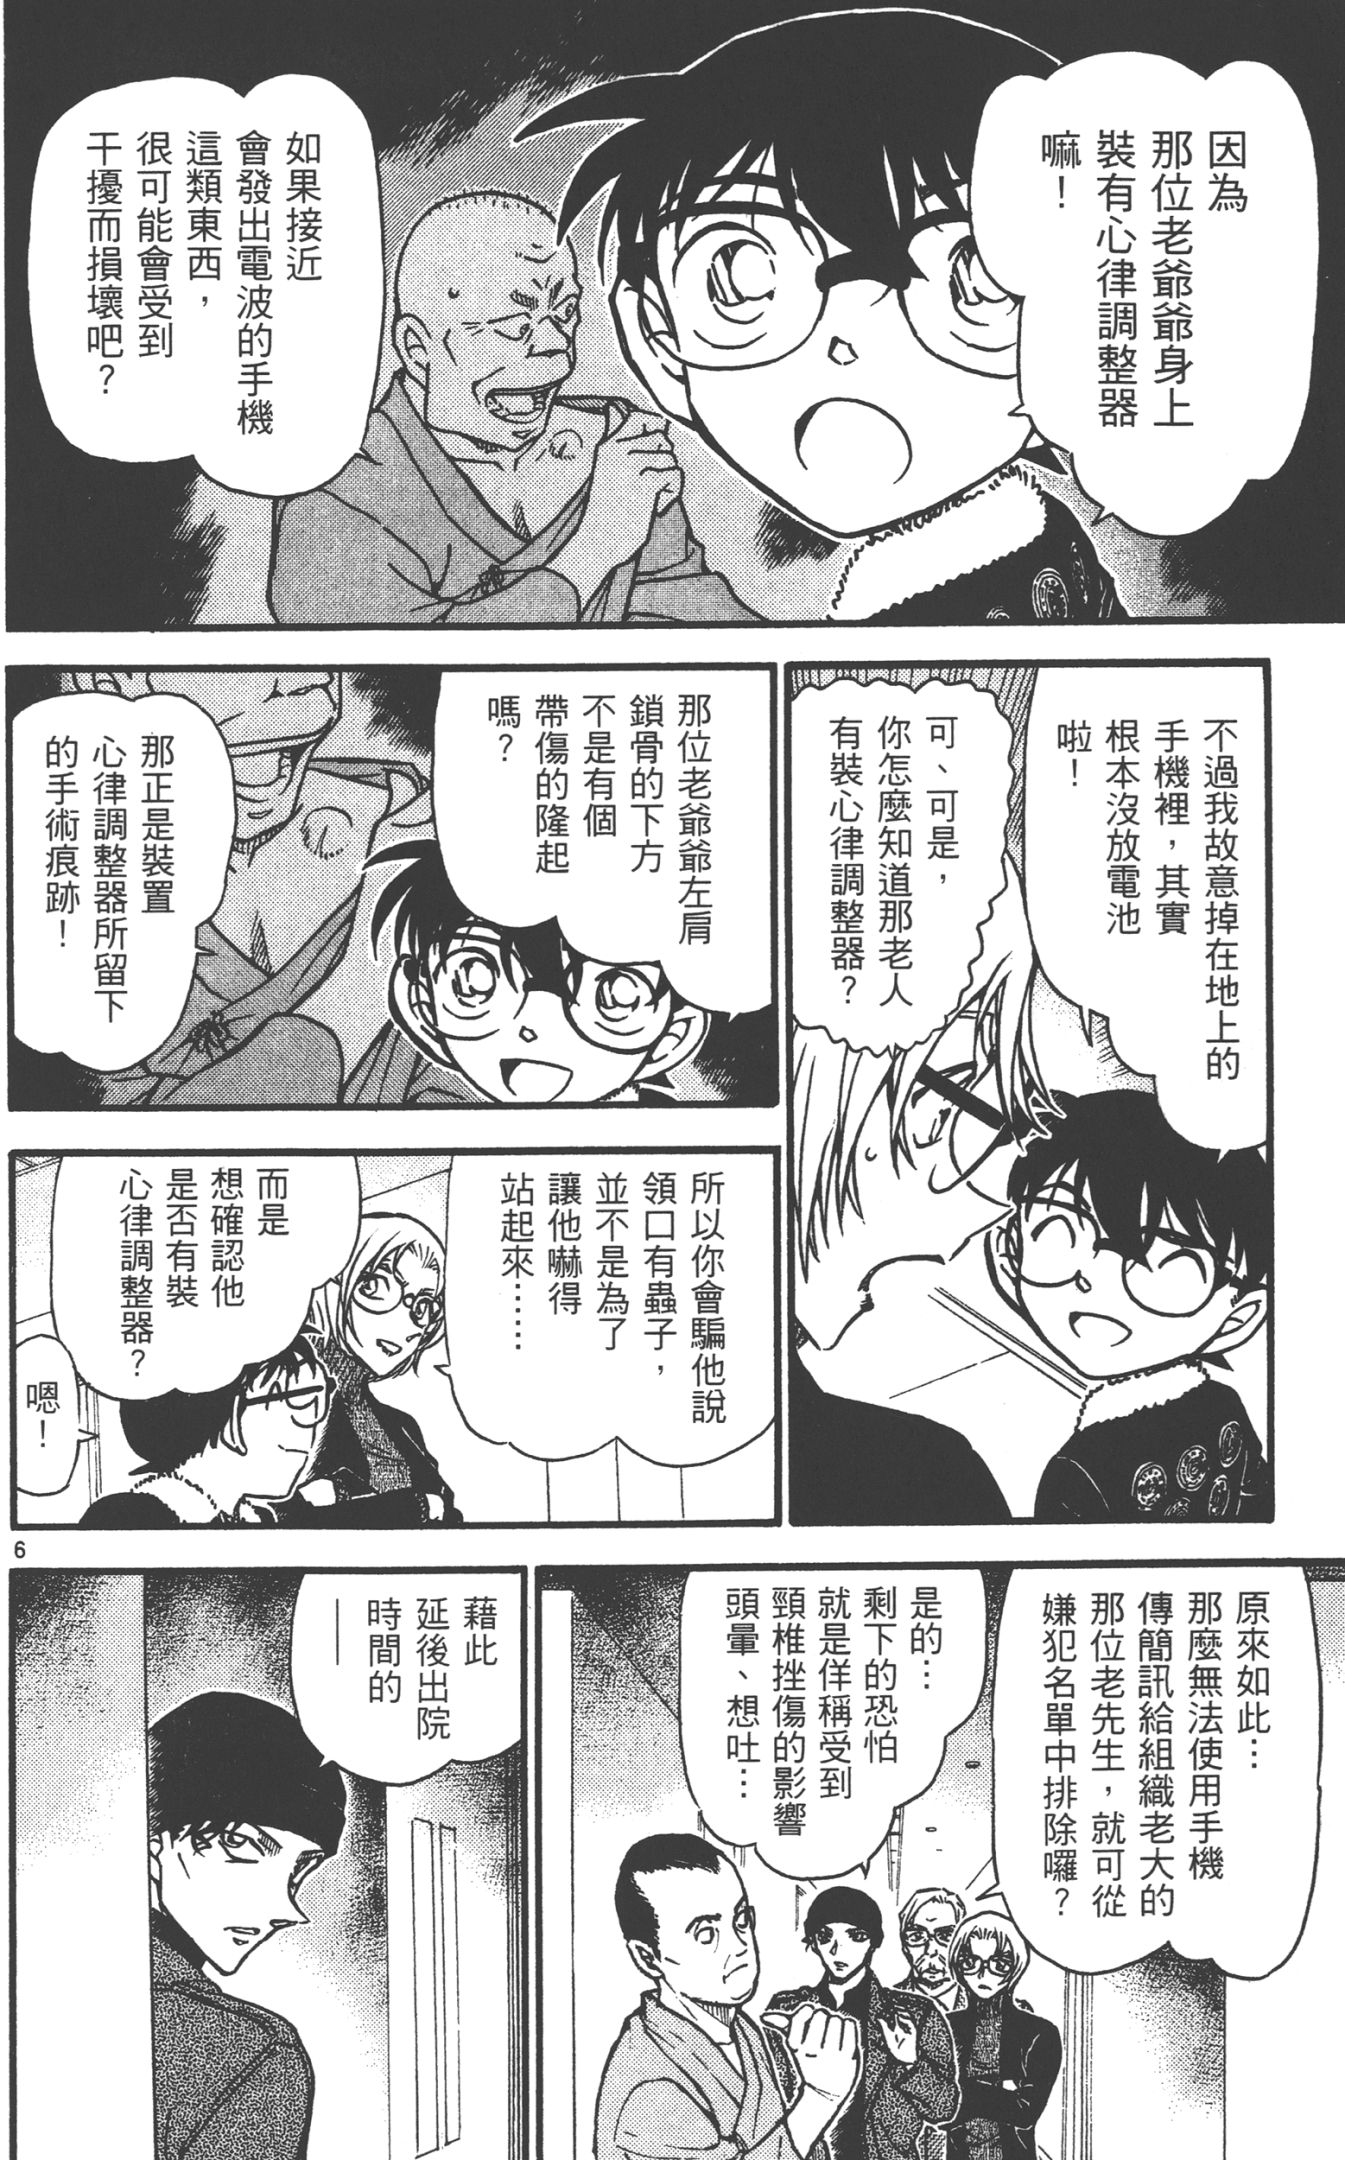 因為
那位老爺爺身上
裝有心律調整器
嘛！
如果接近
會發出電波的手機
這類東西，
很可能會受到
干擾而損壞吧？
不過我故意掉在地上的
手機裡，其實
根本沒放電池
啦！
可、可是，
你怎麼知道那老人
有裝心律調整器？
那位老爺爺左肩
鎖骨的下方
不是有個
帶傷的隆起
嗎？
那正是裝置
心律調整器所留下
的手術痕跡！
所以你會騙他說
領口有蟲子，
並不是為了
讓他嚇得
站起來……
而是
想確認他
是否有裝
心律調整器？
嗯！
6
原來如此…
那麼無法使用手機
傳簡訊給組織老大的
那位老先生，就可從
嫌犯名單中排除囉？
是的…
剩下的恐怕
就是佯稱受到
頸椎挫傷的影響
頭暈、想吐…
藉此
延後出院
時間的
——